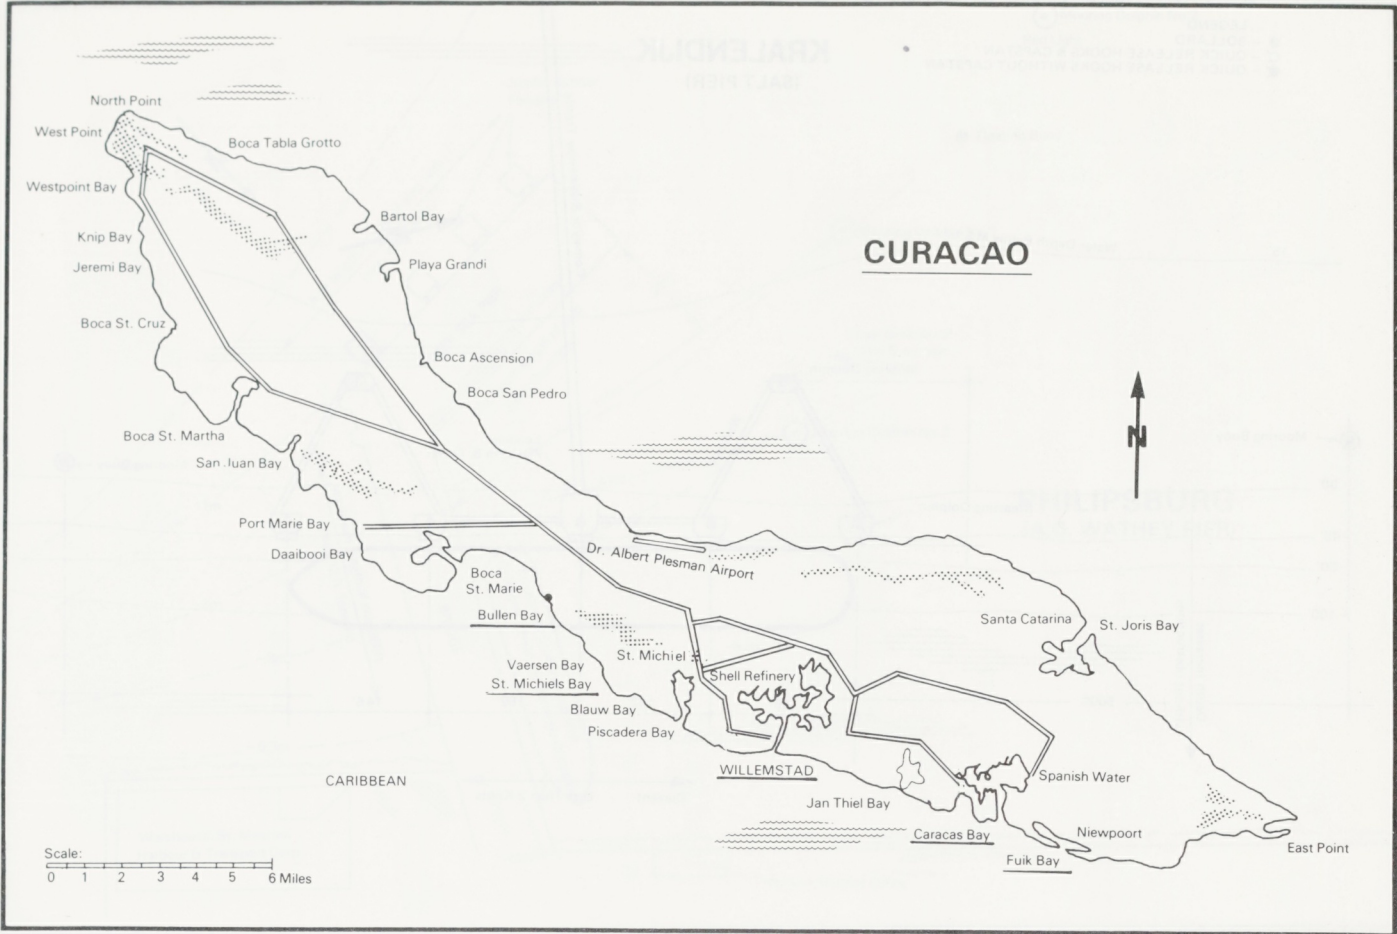 North Point
West Point
Boca Tabla Grotto
Westpoint Bay
Bartol Bay
Knip Bay
CURACAO
Jeremi Bay
Playa Grandi
Boca St. Cruz
Boca Ascension
Boca San Pedro
N
Boca St. Martha
San Juan Bay
Port Marie Bay
Daaibooi Bay
Dr. Albert Plesman Airport
Boca
St. Marie
Bullen Bay
Santa Catarina
St. Joris Bay
St. Michiel
Vaersen Bay
Shell Refinery
St. Michiels Bay
Blauw Bay
Piscadera Bay
WILLEMSTAD
CARIBBEAN
Spanish Water
Jan Thiel Bay
Caracas Bay
Niewpoort
East Point
Fuik Bay
Scale:
0 1 2 3 4 5 6 Miles
KRALENDIJK
(SALT PIER)